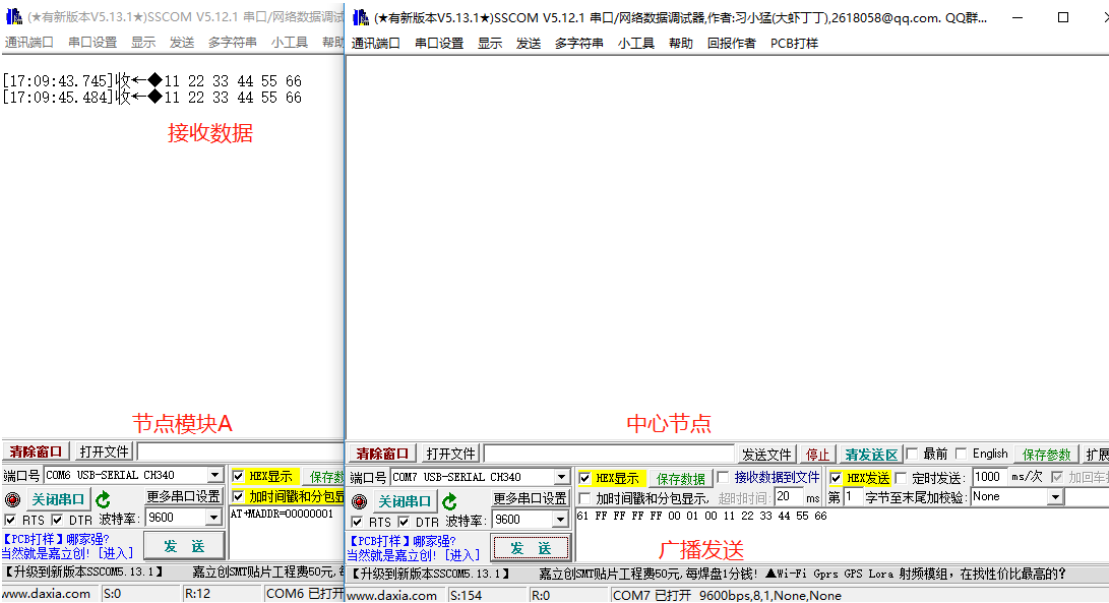 (★有新版本V5.13.1★)SSCOM V5.12.1 串口/网络数据调试
通讯端口 串口设置 显示 发送 多字符串 小工具 帮助
[17:09:43.745]收←◆11 22 33 44 55 66
[17:09:45.484]收←◆11 22 33 44 55 66
接收数据
节点模块A
清除窗口 打开文件
端口号 COM6 USB-SERIAL CH340 HEX显示 保存参
关闭串口 更多串口设置 加时间戳和分包显
RTS DTR 波特率: 9600 AT+MADDR=00000001
【PCB打样】哪家强?
当然就是嘉立创! [进入] 发 送
【升级到新版本SSCOM5.13.1】 嘉立创SMT贴片工程费50元,
www.daxia.com S:0 R:12 COM6 已打开
(★有新版本V5.13.1★)SSCOM V5.12.1 串口/网络数据调试器,作者:习小猛(大虾丁丁),2618058@qq.com. QQ群...
通讯端口 串口设置 显示 发送 多字符串 小工具 帮助 回报作者 PCB打样
中心节点
清除窗口 打开文件 发送文件 停止 清发送区 最前 English 保存参数 扩展
端口号 COM7 USB-SERIAL CH340 HEX显示 保存数据 接收数据到文件 HEX发送 定时发送: 1000 ms/次 加回车
关闭串口 更多串口设置 加时间戳和分包显示, 超时时间: 20 ms 第 1 字节至末尾加校验: None
RTS DTR 波特率: 9600 61 FF FF FF FF 00 01 00 11 22 33 44 55 66
【PCB打样】哪家强?
当然就是嘉立创! [进入] 发 送
广播发送
【升级到新版本SSCOM5.13.1】 嘉立创SMT贴片工程费50元,每焊盘1分钱! ▲Wi-Fi Gprs GPS Lora 射频模组, 在找性价比最高的?
www.daxia.com S:154 R:0 COM7 已打开 9600bps,8,1,None,None